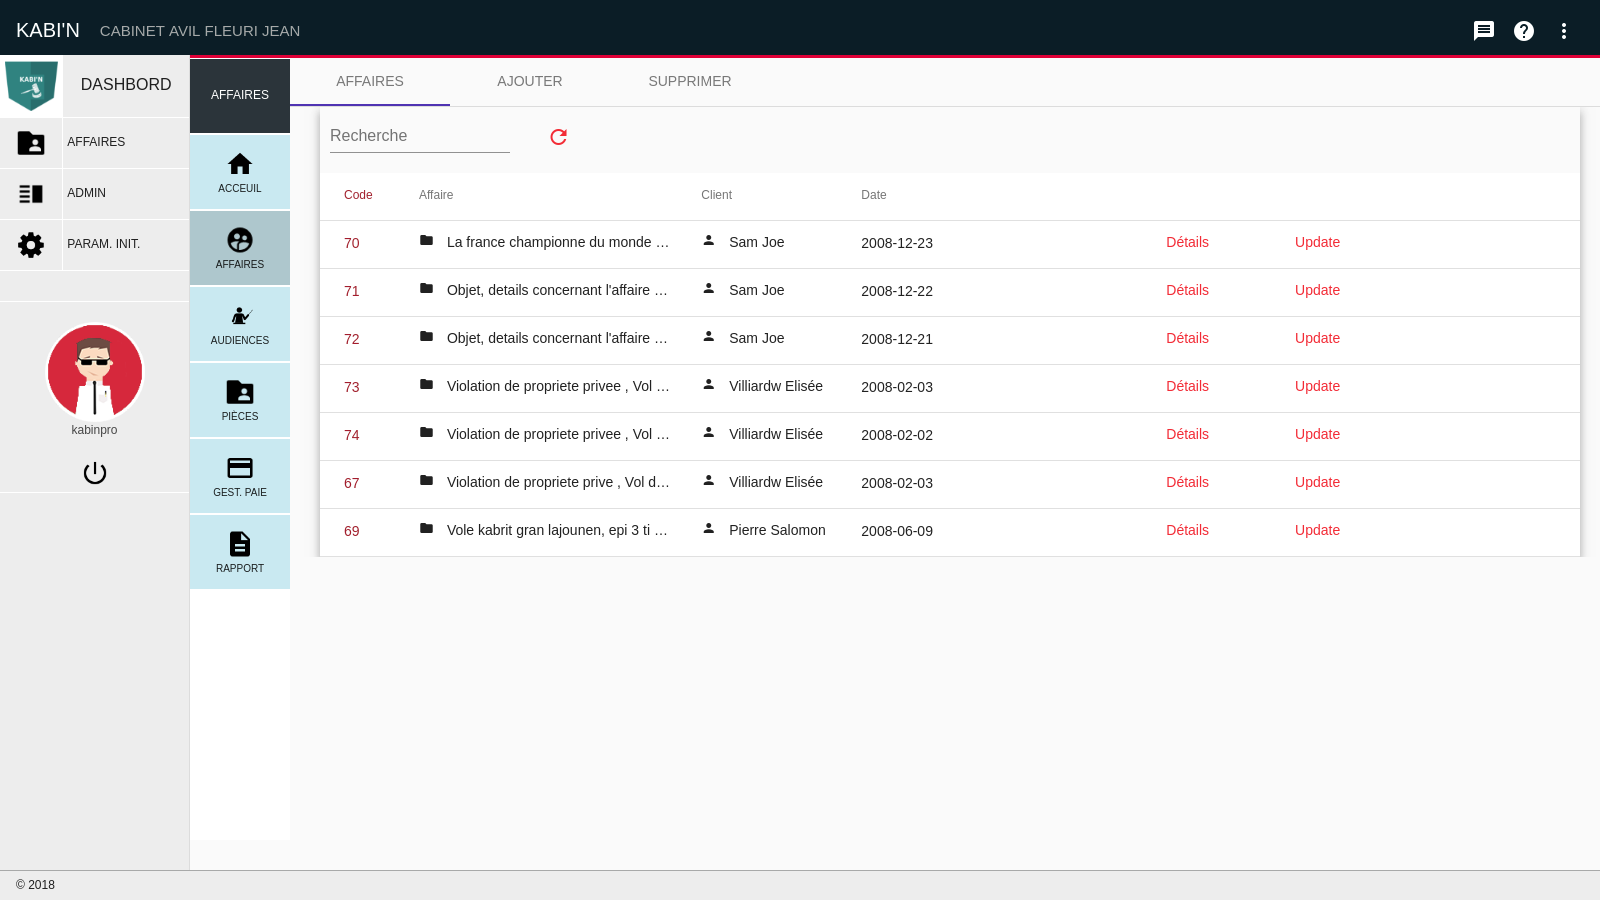 KABI'N CABINET AVIL FLEURI JEAN
KABI'N
DASHBORD
AFFAIRES
ADMIN
PARAM. INIT.
kabinpro
AFFAIRES
ACCEUIL
AFFAIRES
AUDIENCES
PIÈCES
GEST. PAIE
RAPPORT
AFFAIRES AJOUTER SUPPRIMER
Recherche
Code Affaire Client Date
70 La france championne du monde ... Sam Joe 2008-12-23 Détails Update
71 Objet, details concernant l'affaire ... Sam Joe 2008-12-22 Détails Update
72 Objet, details concernant l'affaire ... Sam Joe 2008-12-21 Détails Update
73 Violation de propriete privee , Vol ... Villiardw Elisée 2008-02-03 Détails Update
74 Violation de propriete privee , Vol ... Villiardw Elisée 2008-02-02 Détails Update
67 Violation de propriete prive , Vol d... Villiardw Elisée 2008-02-03 Détails Update
69 Vole kabrit gran lajounen, epi 3 ti ... Pierre Salomon 2008-06-09 Détails Update
© 2018